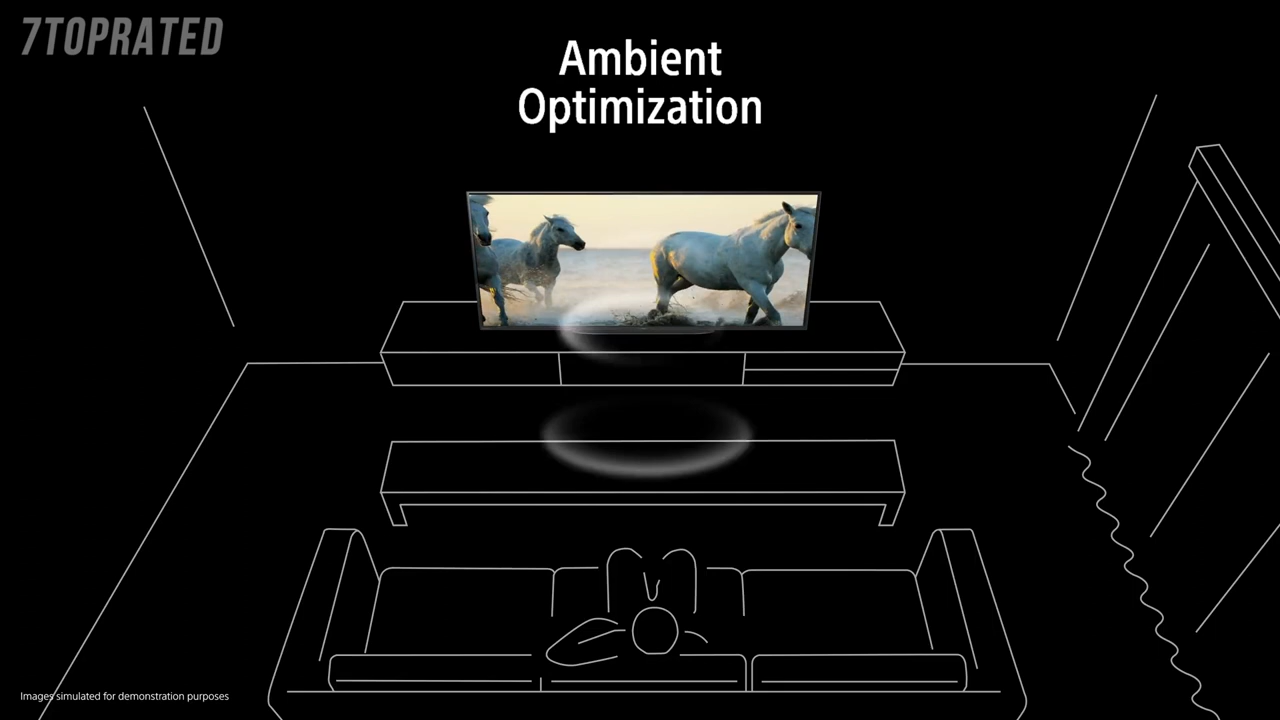 7TOPRATED
Ambient
Optimization
Images simulated for demonstration purposes